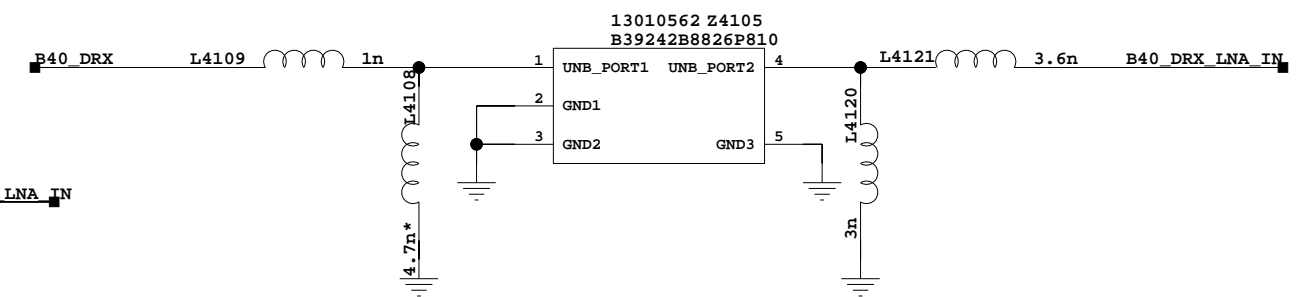 13010562 Z4105
B39242B8826P810
B40_DRX L4109 1n
1 UNB_PORT1 UNB_PORT2 4
L4121 3.6n B40_DRX_LNA_IN
L4108
L4120
2 GND1
3 GND2 GND3 5
LNA_IN
4.7n*
3n